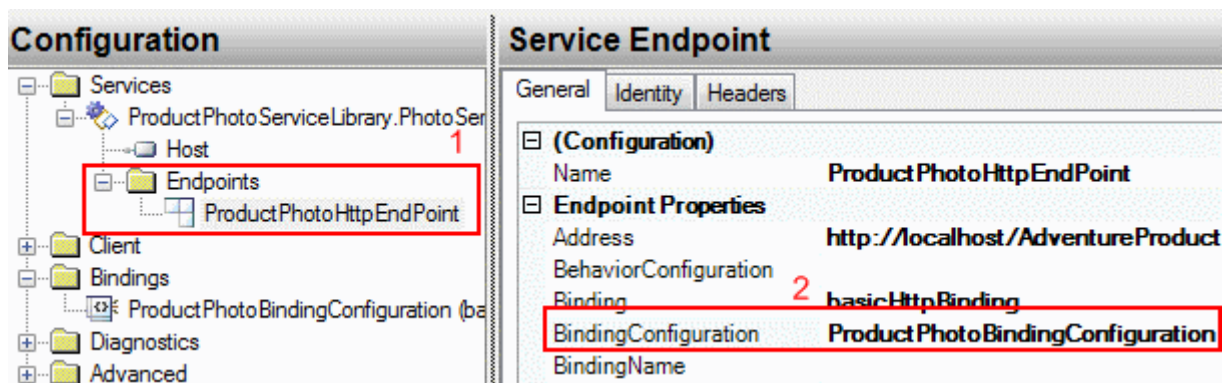 Configuration
Services
ProductPhotoServiceLibrary.PhotoSer
1
Host
Endpoints
ProductPhotoHttpEndPoint
Client
Bindings
ProductPhotoBindingConfiguration (ba
Diagnostics
Advanced
Service Endpoint
General Identity Headers
(Configuration)
Name ProductPhotoHttpEndPoint
Endpoint Properties
Address http://localhost/AdventureProduct
BehaviorConfiguration
2
Binding basicHttpBinding
BindingConfiguration ProductPhotoBindingConfiguration
BindingName